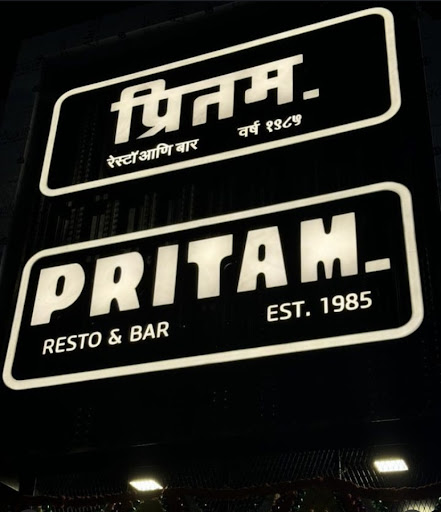 प्रितम.
रेस्टॉ आणि बार वर्ष १९८५
PRITAM.
RESTO & BAR EST. 1985